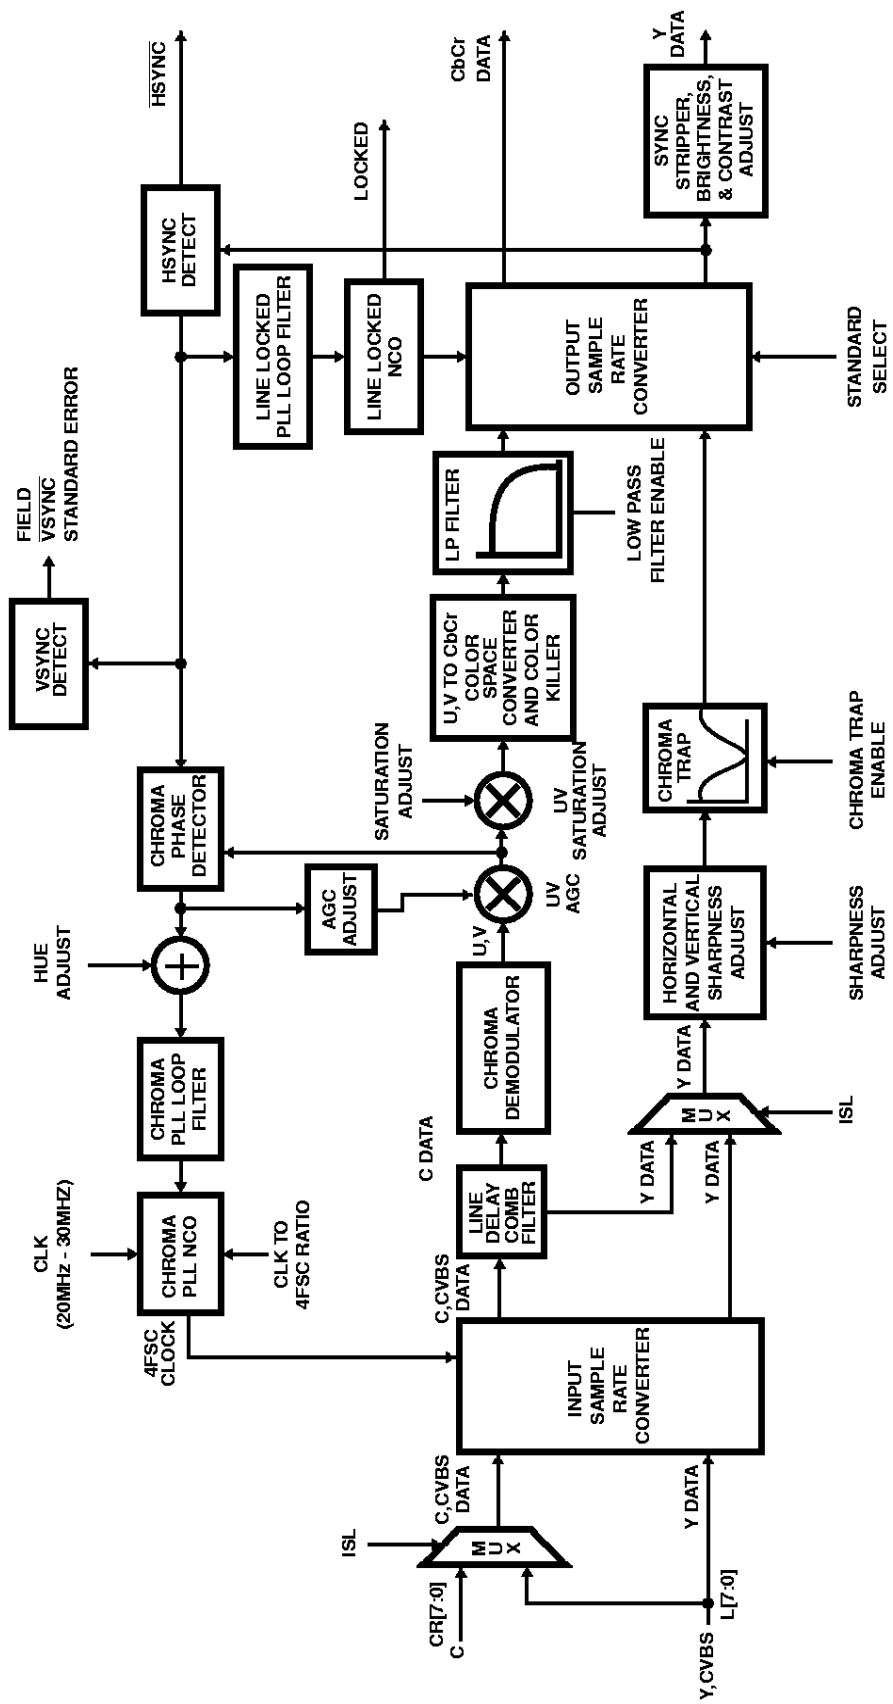 CLK
(20MHz - 30MHZ)
HUE
ADJUST
FIELD
VSYNC
STANDARD ERROR
VSYNC
DETECT
4FSC
CLOCK
CHROMA
PLL NCO
CHROMA
PLL LOOP
FILTER
CHROMA
PHASE
DETECTOR
HSYNC
DETECT
HSYNC
CLK TO
4FSC RATIO
AGC
ADJUST
SATURATION
ADJUST
LINE LOCKED
PLL LOOP FILTER
LINE LOCKED
NCO
LOCKED
ISL
CR[7:0]
C
M
U
X
C,CVBS
DATA
INPUT
SAMPLE
RATE
CONVERTER
C,CVBS
DATA
LINE
DELAY
COMB
FILTER
C DATA
CHROMA
DEMODULATOR
U,V
UV
AGC
UV
SATURATION
ADJUST
U,V TO CbCr
COLOR
SPACE
CONVERTER
AND COLOR
KILLER
LP FILTER
LOW PASS
FILTER ENABLE
OUTPUT
SAMPLE
RATE
CONVERTER
CbCr
DATA
Y,CVBS
L[7:0]
Y DATA
Y DATA
Y DATA
M
U
X
ISL
Y DATA
HORIZONTAL
AND VERTICAL
SHARPNESS
ADJUST
SHARPNESS
ADJUST
CHROMA
TRAP
CHROMA TRAP
ENABLE
STANDARD
SELECT
SYNC
STRIPPER,
BRIGHTNESS,
& CONTRAST
ADJUST
Y
DATA